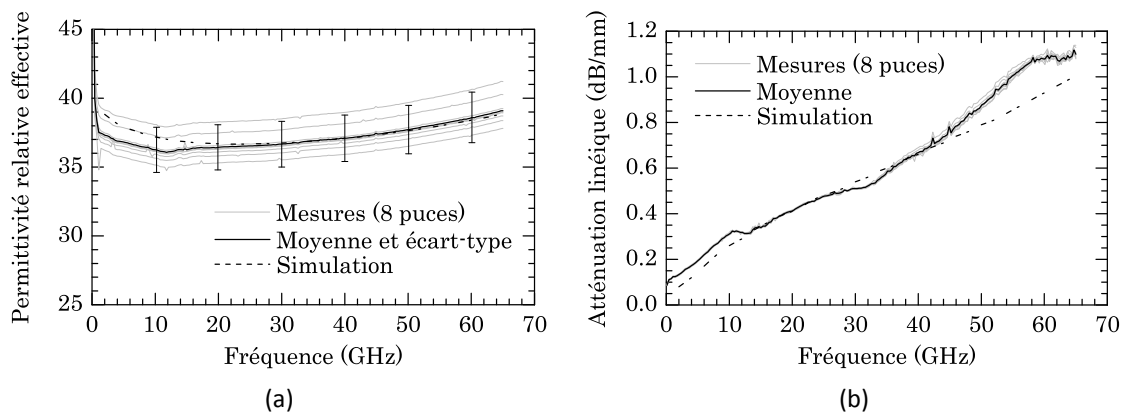 Permittivité relative effective
45
40
35
30
25
Mesures (8 puces)
Moyenne et écart-type
Simulation
0 10 20 30 40 50 60 70
Fréquence (GHz)
(a)
Atténuation linéique (dB/mm)
1.2
1.0
0.8
0.6
0.4
0.2
0.0
Mesures (8 puces)
Moyenne
Simulation
0 10 20 30 40 50 60 70
Fréquence (GHz)
(b)